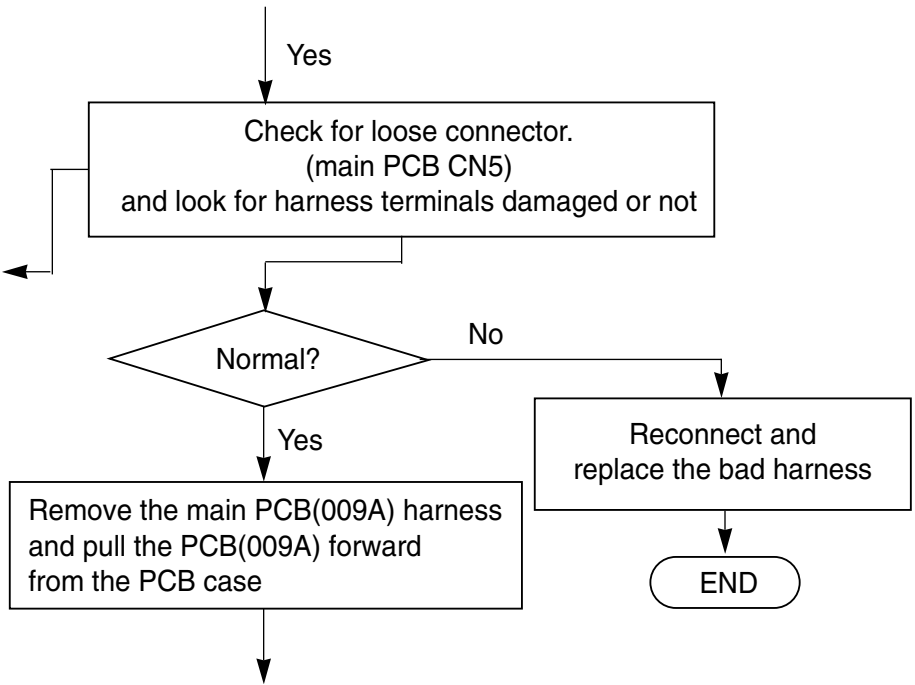 Yes
Check for loose connector.
(main PCB CN5)
and look for harness terminals damaged or not
Normal?
No
Yes
Reconnect and
replace the bad harness
Remove the main PCB(009A) harness
and pull the PCB(009A) forward
from the PCB case
END